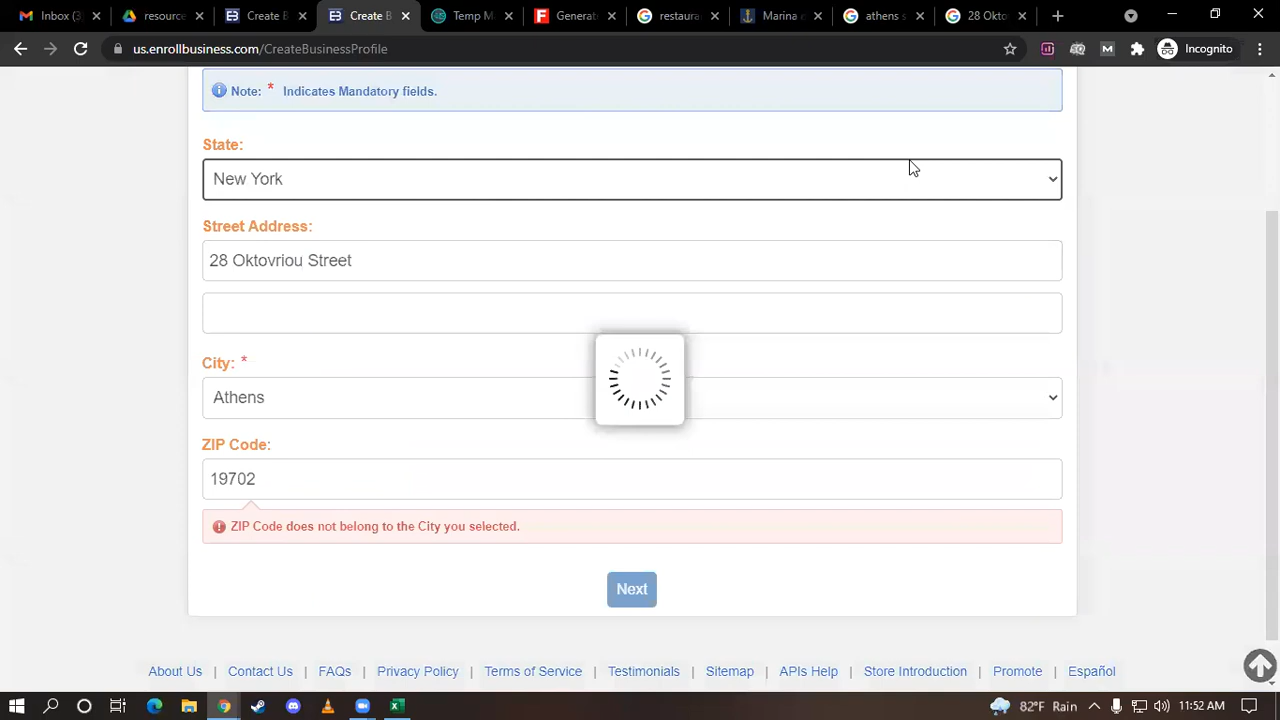 Inbox (3)
resource
Create B
Create B
Temp M
Generate
restaura
Marina
athens s
28 Okto
us.enrollbusiness.com/CreateBusinessProfile
Incognito
Note: * Indicates Mandatory fields.
State:
New York
Street Address:
28 Oktovriou Street
City: *
Athens
ZIP Code:
19702
ZIP Code does not belong to the City you selected.
Next
About Us | Contact Us | FAQs | Privacy Policy | Terms of Service | Testimonials | Sitemap | APIs Help | Store Introduction | Promote | Español
82°F Rain
11:52 AM